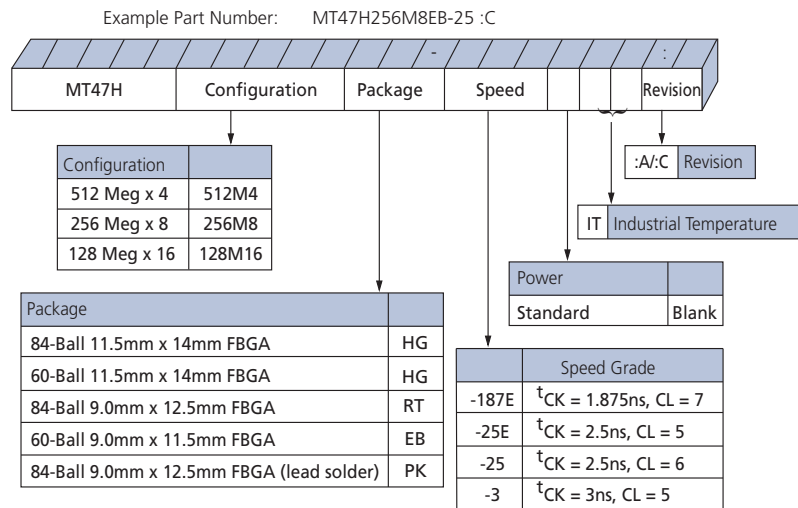 Example Part Number: MT47H256M8EB-25 :C
- :
MT47H Configuration Package Speed Revision
:A/:C Revision
IT Industrial Temperature
Configuration
512 Meg x 4 512M4
256 Meg x 8 256M8
128 Meg x 16 128M16
Power
Standard Blank
Package
84-Ball 11.5mm x 14mm FBGA HG
60-Ball 11.5mm x 14mm FBGA HG
84-Ball 9.0mm x 12.5mm FBGA RT
60-Ball 9.0mm x 11.5mm FBGA EB
84-Ball 9.0mm x 12.5mm FBGA (lead solder) PK
Speed Grade
-187E tCK = 1.875ns, CL = 7
-25E tCK = 2.5ns, CL = 5
-25 tCK = 2.5ns, CL = 6
-3 tCK = 3ns, CL = 5